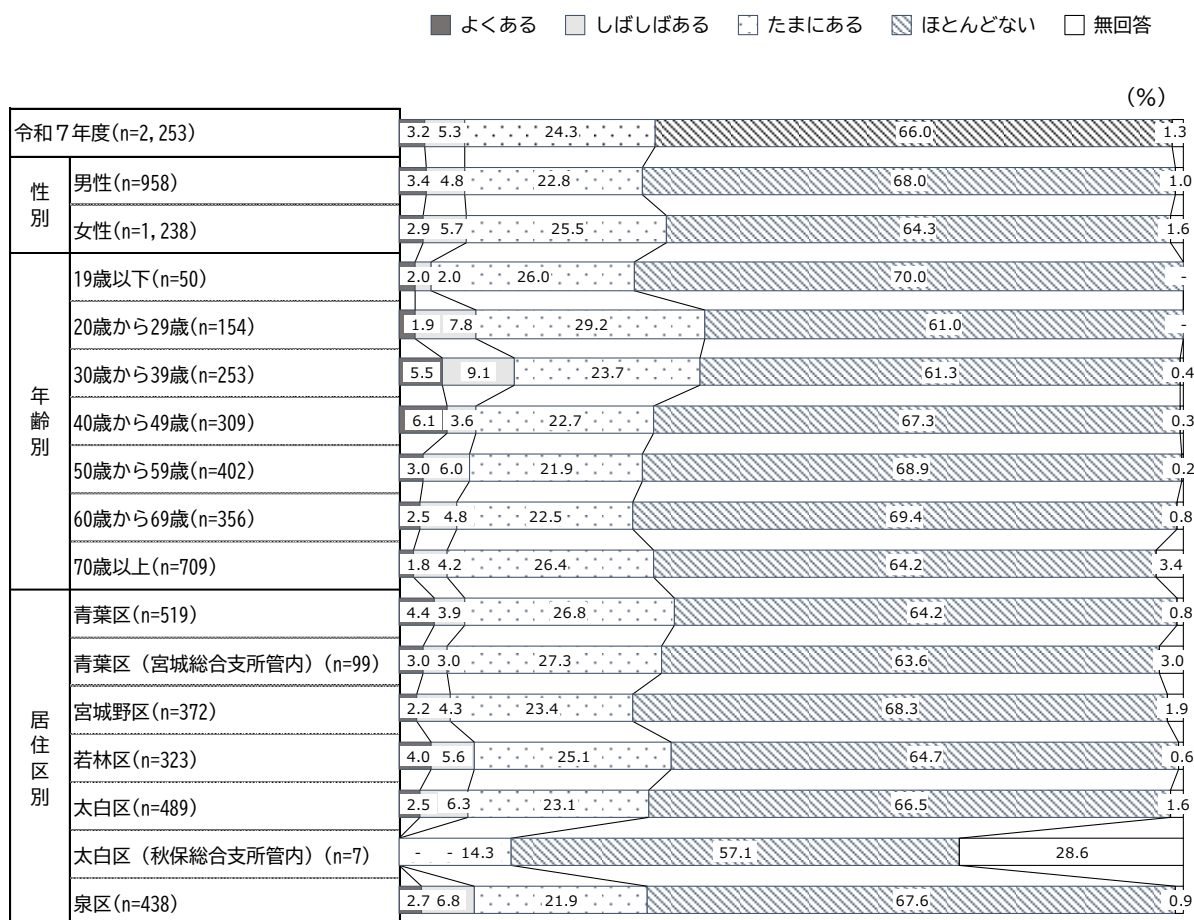 よくある しばしばある たまにある ほとんどない 無回答
(%)
令和７年度(n=2,253) 3.2 5.3 24.3 66.0 1.3
性別
男性(n=958) 3.4 4.8 22.8 68.0 1.0
女性(n=1,238) 2.9 5.7 25.5 64.3 1.6
年齢別
19歳以下(n=50) 2.0 2.0 26.0 70.0 -
20歳から29歳(n=154) 1.9 7.8 29.2 61.0 -
30歳から39歳(n=253) 5.5 9.1 23.7 61.3 0.4
40歳から49歳(n=309) 6.1 3.6 22.7 67.3 0.3
50歳から59歳(n=402) 3.0 6.0 21.9 68.9 0.2
60歳から69歳(n=356) 2.5 4.8 22.5 69.4 0.8
70歳以上(n=709) 1.8 4.2 26.4 64.2 3.4
居住区別
青葉区(n=519) 4.4 3.9 26.8 64.2 0.8
青葉区（宮城総合支所管内）(n=99) 3.0 3.0 27.3 63.6 3.0
宮城野区(n=372) 2.2 4.3 23.4 68.3 1.9
若林区(n=323) 4.0 5.6 25.1 64.7 0.6
太白区(n=489) 2.5 6.3 23.1 66.5 1.6
太白区（秋保総合支所管内）(n=7) - - 14.3 57.1 28.6
泉区(n=438) 2.7 6.8 21.9 67.6 0.9